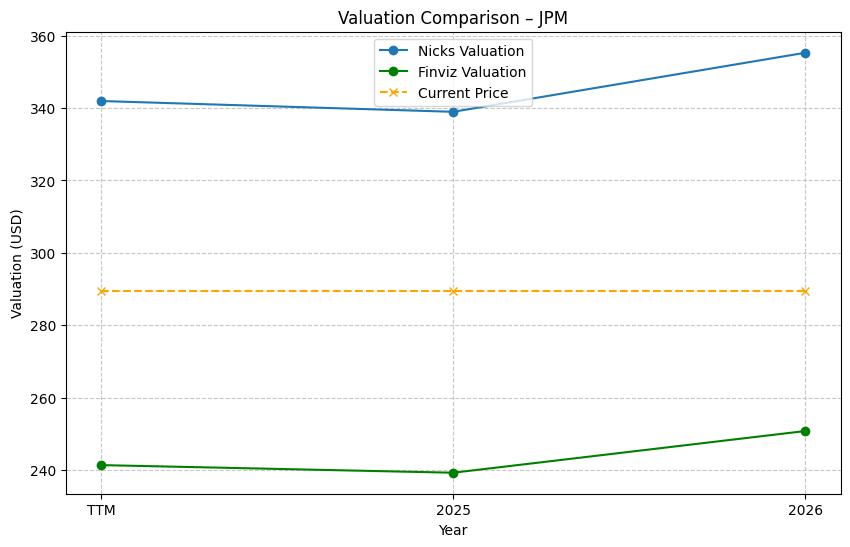 Valuation Comparison – JPM
Nicks Valuation
Finviz Valuation
Current Price
Valuation (USD)
360
340
320
300
280
260
240
TTM
2025
2026
Year